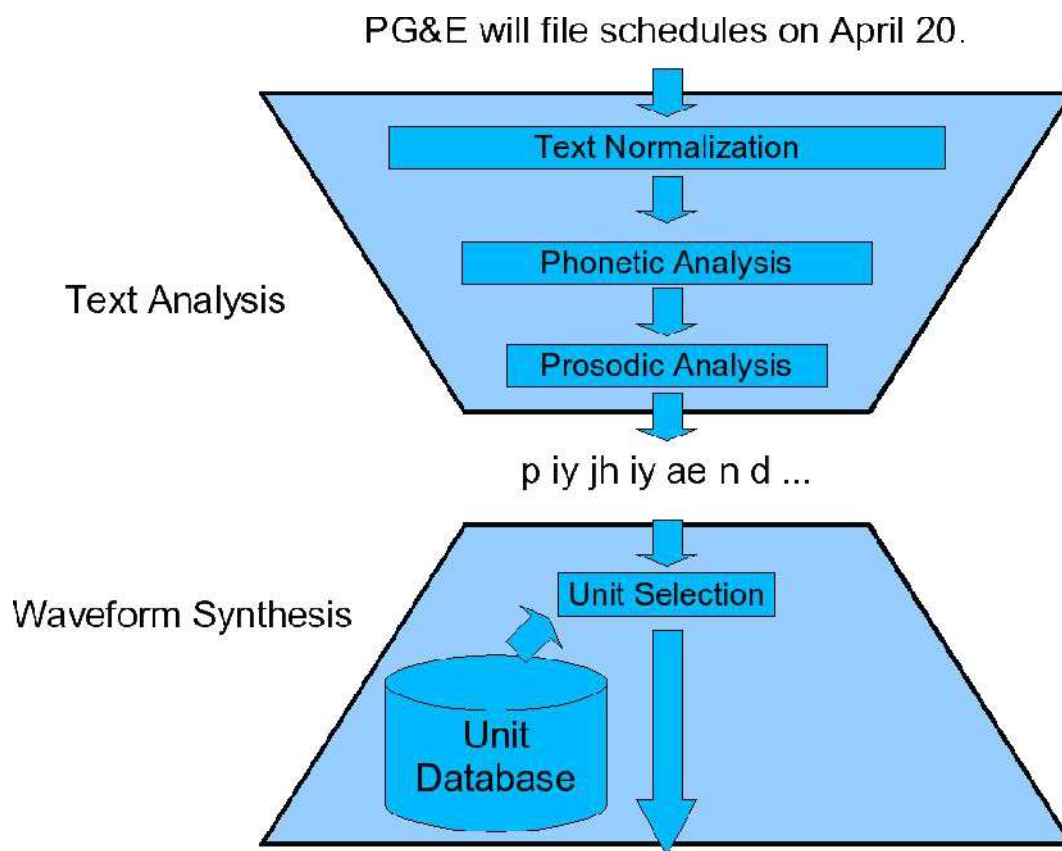 PG&E will file schedules on April 20.
Text Normalization
Phonetic Analysis
Text Analysis
Prosodic Analysis
p iy jh iy ae n d ...
Unit Selection
Waveform Synthesis
Unit
Database